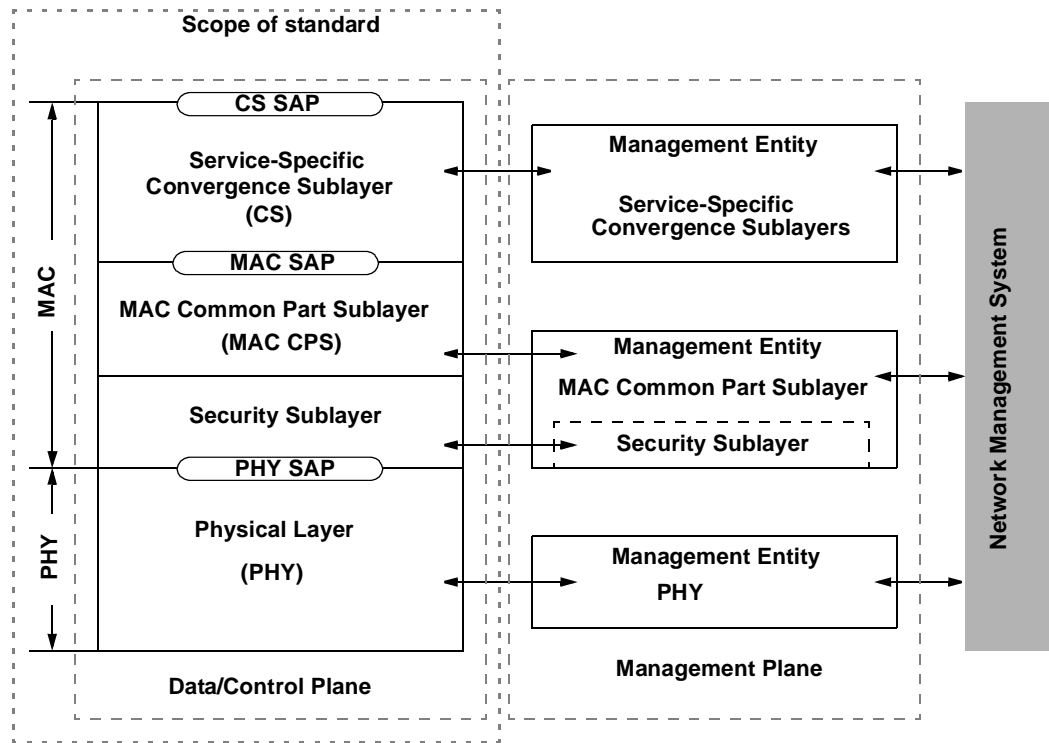 Scope of standard
CS SAP
Service-Specific
Convergence Sublayer
(CS)
MAC SAP
MAC Common Part Sublayer
(MAC CPS)
Security Sublayer
PHY SAP
Physical Layer
(PHY)
Data/Control Plane
MAC
PHY
Management Entity
Service-Specific
Convergence Sublayers
Management Entity
MAC Common Part Sublayer
Security Sublayer
Management Entity
PHY
Management Plane
Network Management System